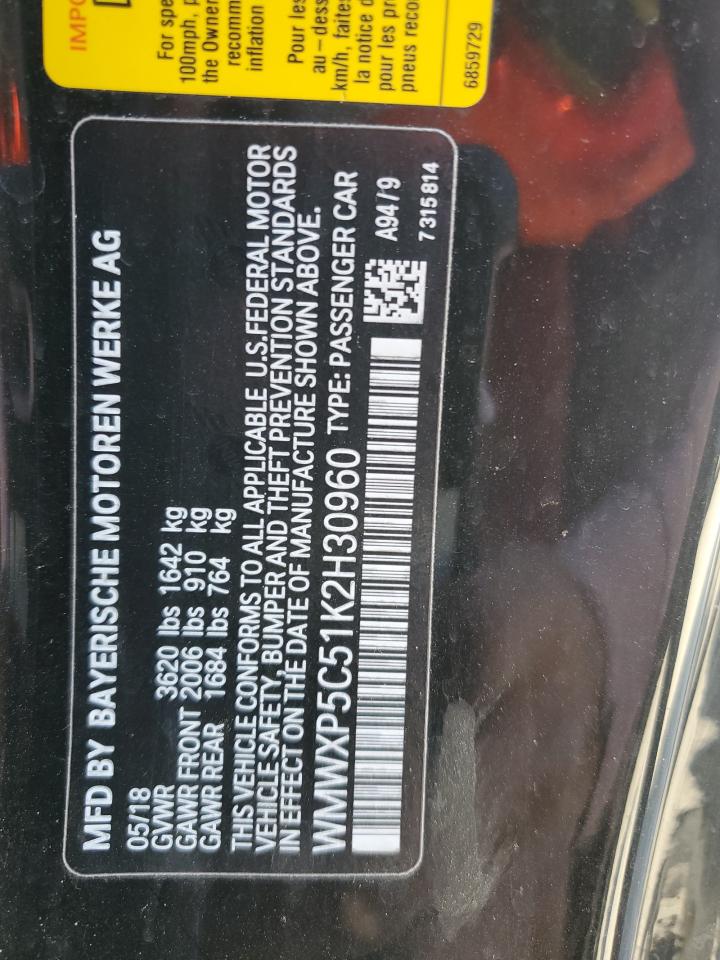 MFD BY BAYERISCHE MOTOREN WERKE AG
05/18
GVWR 3620 lbs 1642 kg
GAWR FRONT 2006 lbs 910 kg
GAWR REAR 1684 lbs 764 kg
THIS VEHICLE CONFORMS TO ALL APPLICABLE U.S.FEDERAL MOTOR
VEHICLE SAFETY, BUMPER AND THEFT PREVENTION STANDARDS
IN EFFECT ON THE DATE OF MANUFACTURE SHOWN ABOVE.
WMWXP5C51K2H30960 TYPE: PASSENGER CAR
A94/9
7315814
For
100mph,
the Owner
recomm
inflation
Pour les
au-dess
km/h, faites
la notice d
pour les pr
pneus reco
6859729